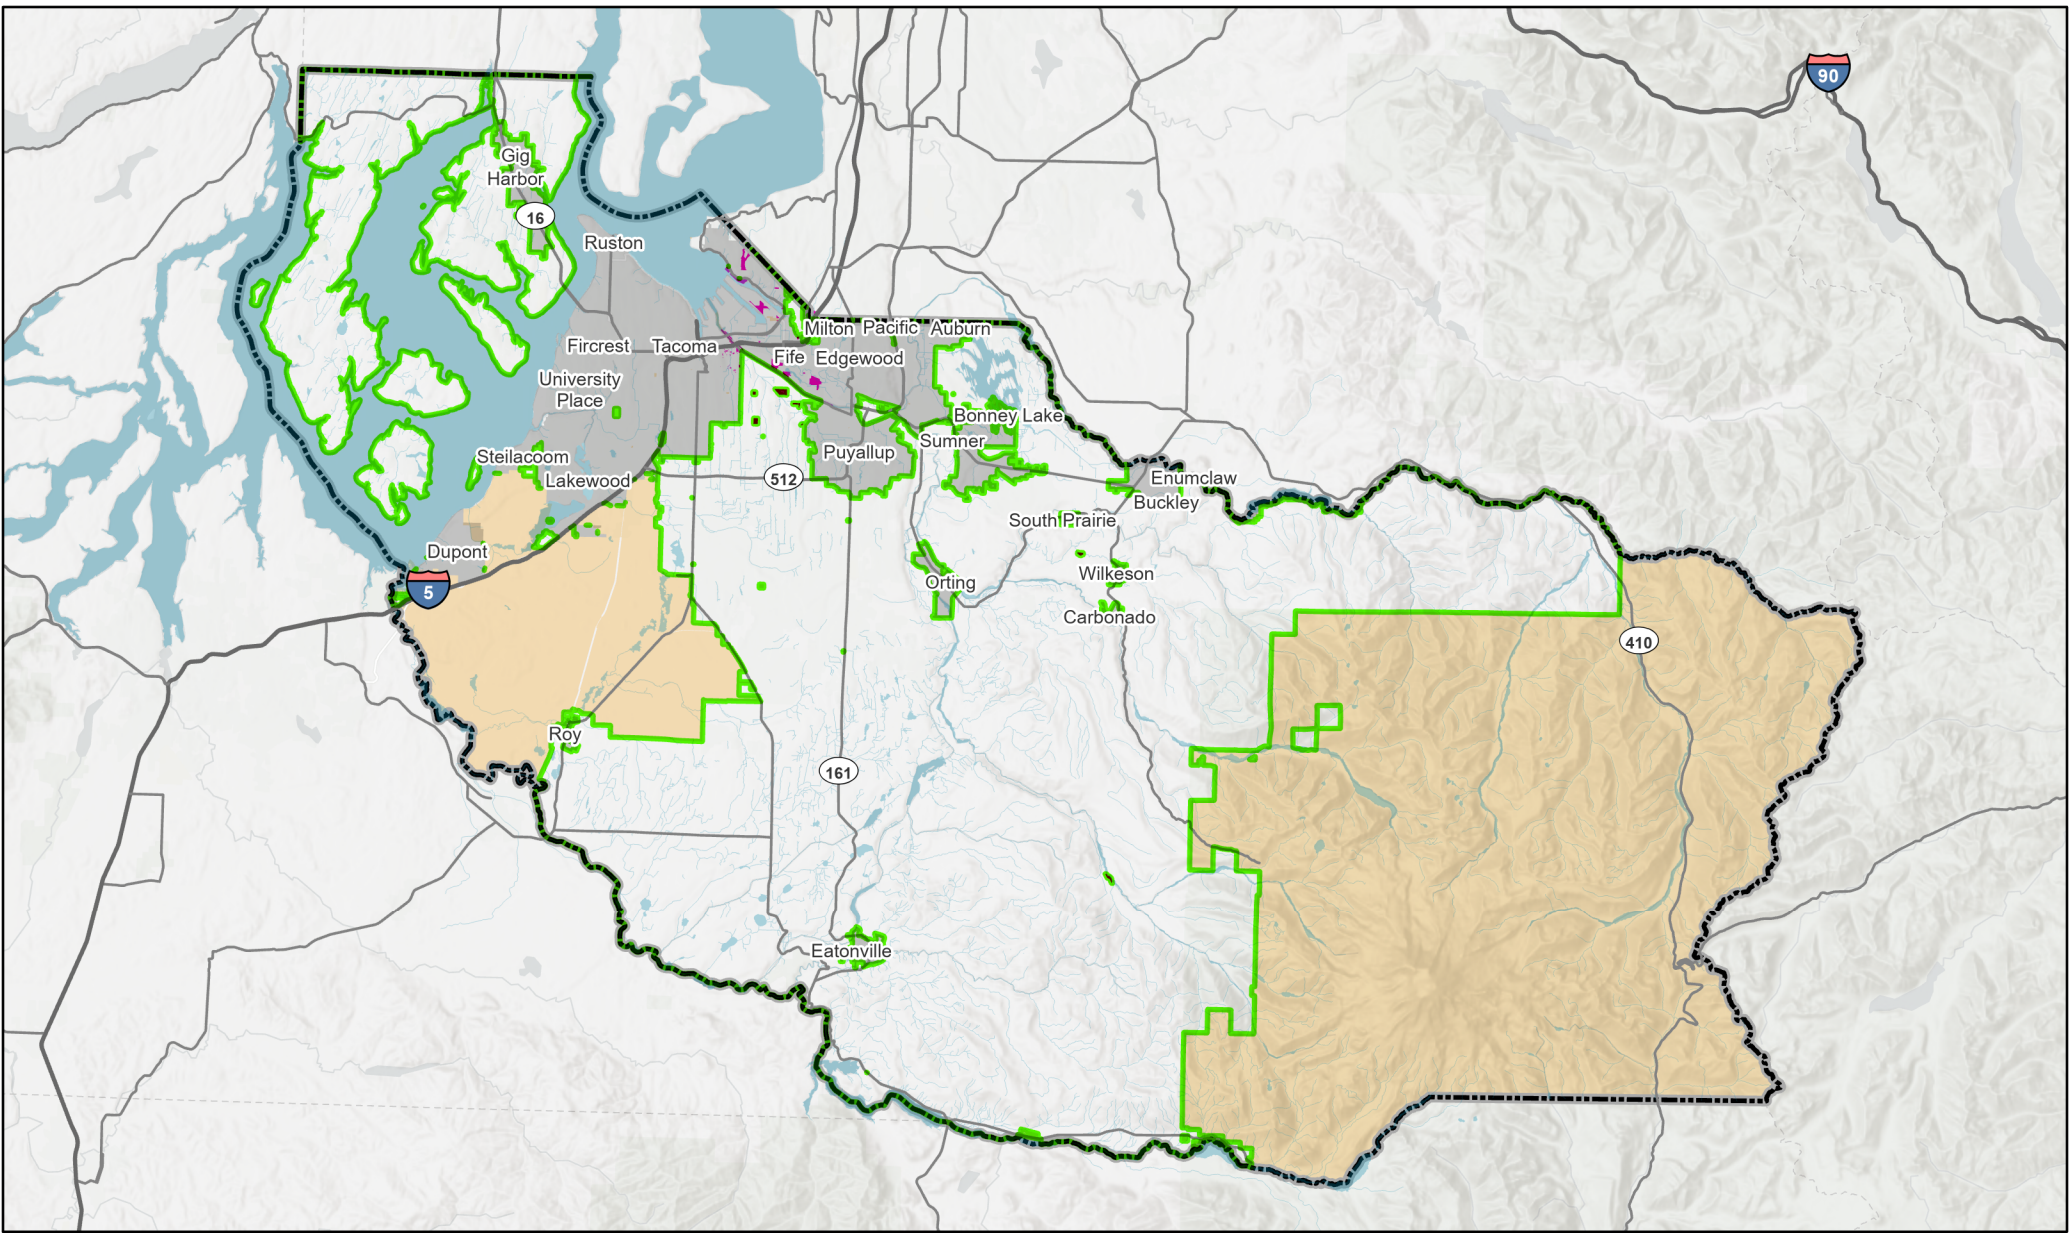 90
Gig
Harbor
16
Ruston
Milton
Pacific
Auburn
Fircrest
Tacoma
Fife
Edgewood
University
Place
Bonney Lake
Sumner
Puyallup
Steilacoom
Lakewood
512
Enumclaw
Buckley
South Prairie
Dupont
5
Orting
Wilkeson
Carbonado
410
Roy
161
Eatonville